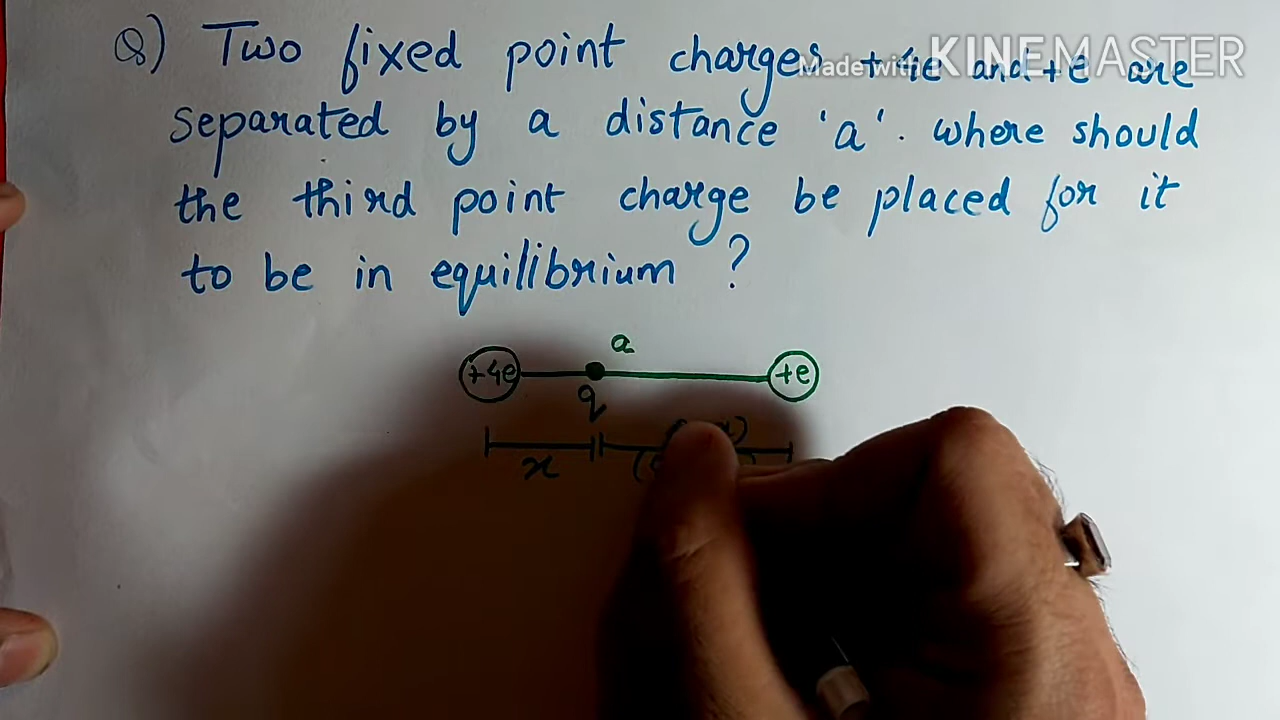 Q) Two fixed point charges +4e and +e are
Made with KINEMASTER
separated by a distance 'a'. where should
the third point charge be placed for it
to be in equilibrium ?
a
+4e +e
q
x